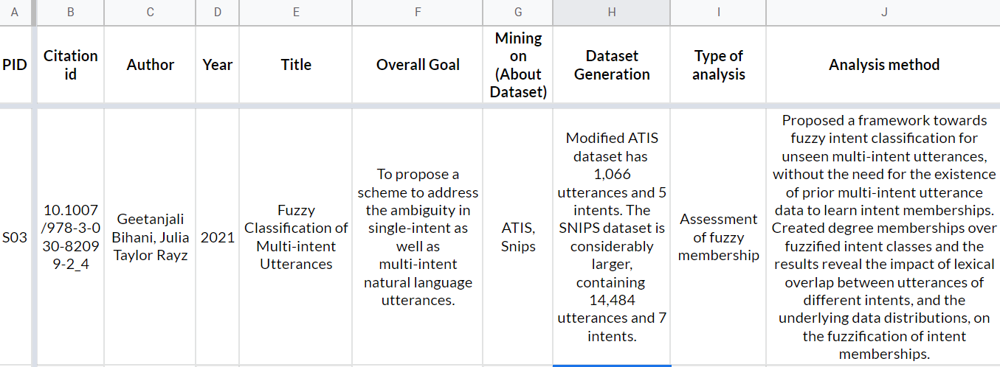 A B C D E F G H I J
PID
Citation
id
Author
Year
Title
Overall Goal
Mining
on
(About
Dataset)
Dataset
Generation
Type of
analysis
Analysis method
S03
10.1007
/978-3-0
30-8209
9-2_4
Geetanjali
Bihani, Julia
Taylor Rayz
2021
Fuzzy
Classification of
Multi-intent
Utterances
To propose a
scheme to address
the ambiguity in
single-intent as
well as
multi-intent
natural language
utterances.
ATIS,
Snips
Modified ATIS
dataset has
1,066
utterances and 5
intents. The
SNIPS dataset is
considerably
larger,
containing
14,484
utterances and 7
intents.
Assessment
of fuzzy
membership
Proposed a framework towards
fuzzy intent classification for
unseen multi-intent utterances,
without the need for the existence
of prior multi-intent utterance
data to learn intent memberships.
Created degree memberships over
fuzzified intent classes and the
results reveal the impact of lexical
overlap between utterances of
different intents, and the
underlying data distributions, on
the fuzzification of intent
memberships.